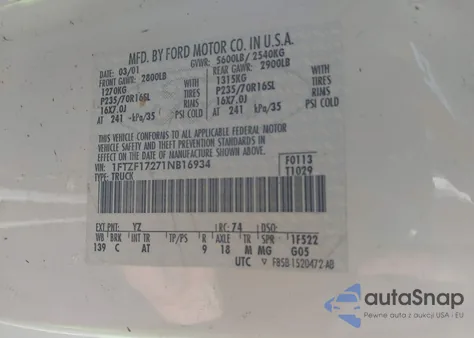 MFD. BY FORD MOTOR CO. IN U.S.A.
03/01 GVWR: 5600LB / 2540KG
FRONT GAWR: 2800LB REAR GAWR: 2900LB
1270KG WITH 1315KG WITH
P235/70R16SL TIRES P235/70R16SL TIRES
16X7.0J RIMS 16X7.0J RIMS
AT 241 kPa/35 PSI COLD AT 241 kPa/35 PSI COLD
THIS VEHICLE CONFORMS TO ALL APPLICABLE FEDERAL MOTOR
VEHICLE SAFETY AND THEFT PREVENTION STANDARDS IN
EFFECT ON THE DATE OF MANUFACTURE SHOWN ABOVE.
VIN: 1FTZF17271NB16934 F0113
TYPE: TRUCK T1029
EXT PNT: YZ RC: 74 DSO:
WB BRK INT TR TP/PS R AXLE TR SPR 1F522
139 C AT 9 18 M MG G05
UTC FB5B 1520472 AB
autoSnap
Pewne auta z aukcji USA i EU